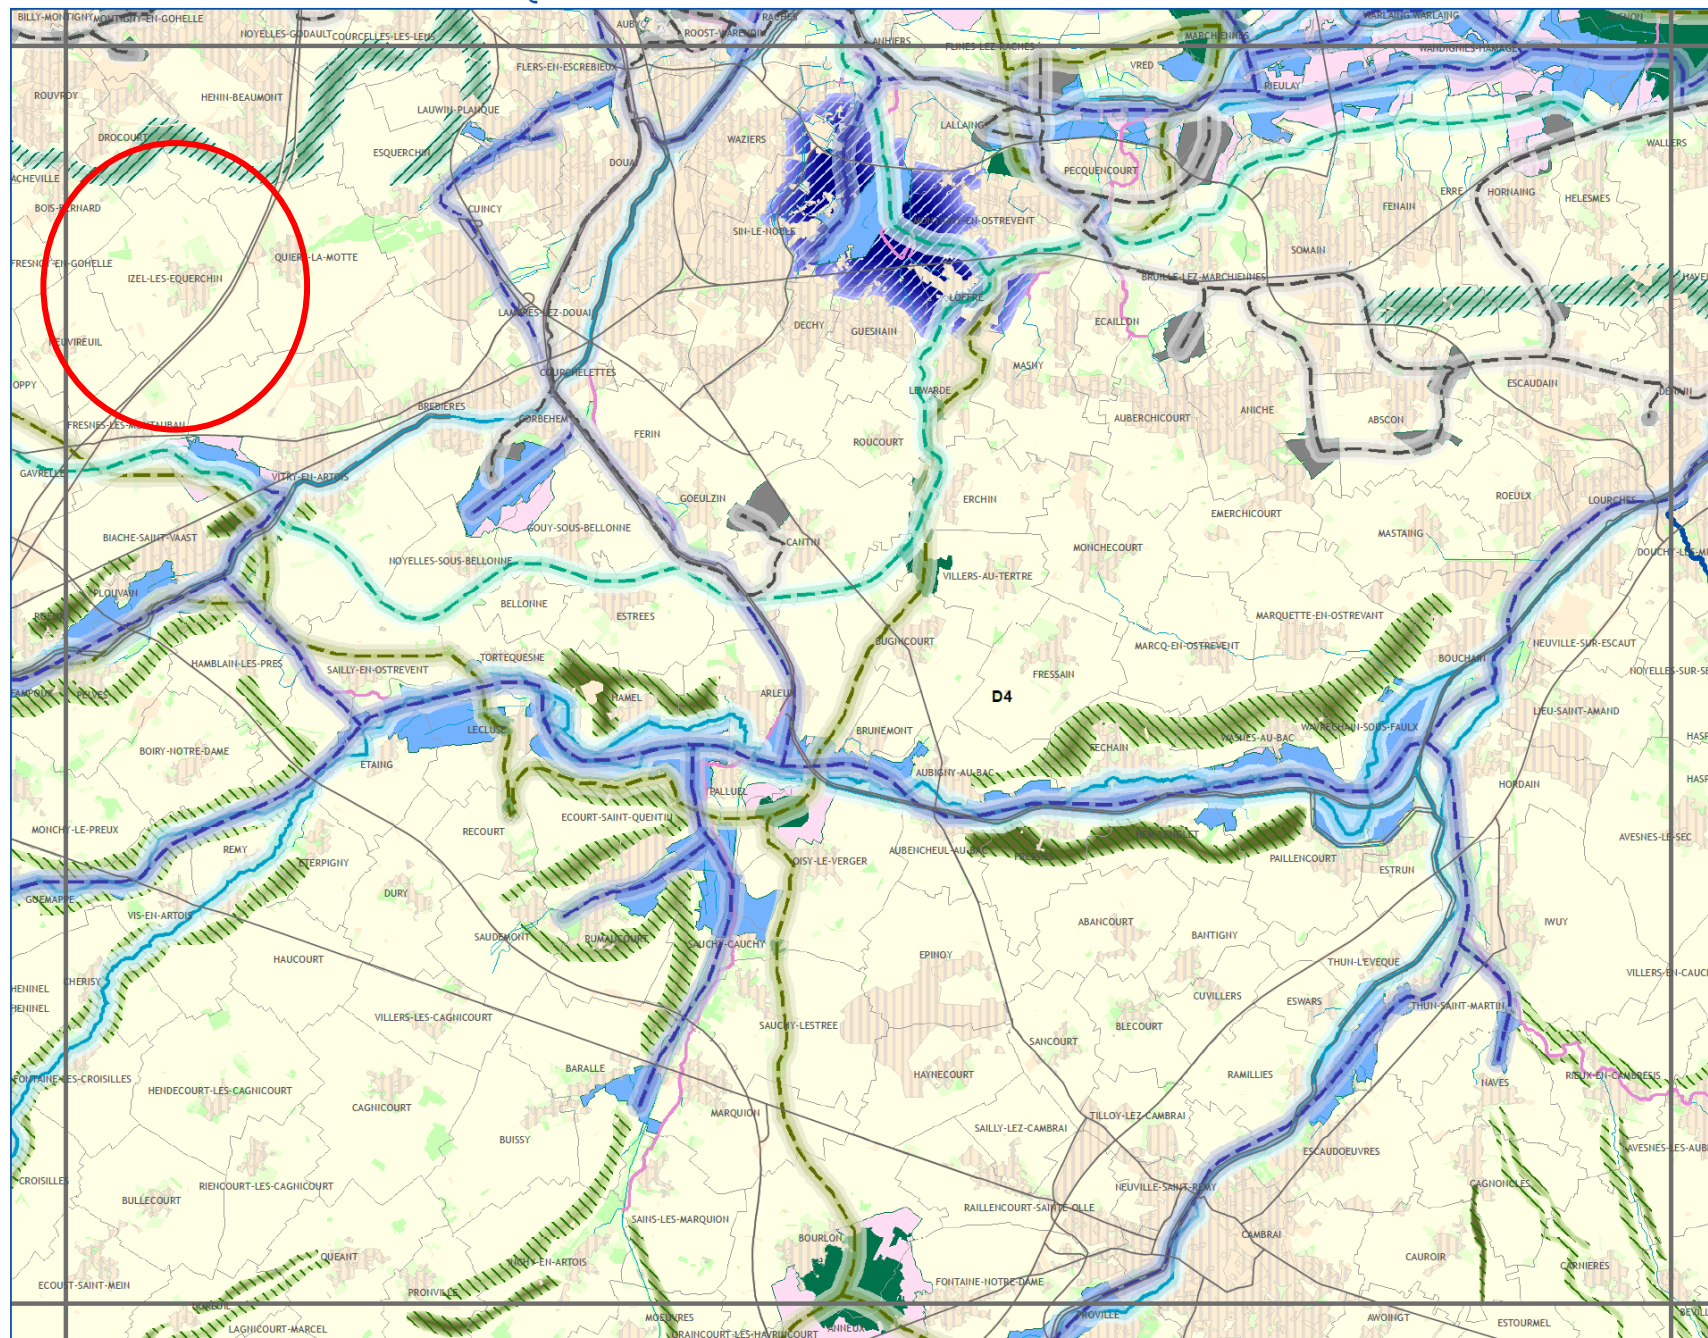 BILLY-MONTIGNY
MONTIGNY-EN-GOHELLE
NOYELLES-GODAULT
COURCELLES-LES-LENS
AUBY
RACHES
ROOST-WARENDIN
ANHIERS
FLINES-LEZ-RACHES
MARCHIENNES
WARLAING
WARLAING
WANDIGNIES-HAMAGE
FLERS-EN-ESCREBIEUX
VRED
RIEULAY
ROUVROY
HENIN-BEAUMONT
LAUWIN-PLANQUE
DROCOURT
ESQUERCHIN
DOUAI
WAZIERS
LALLAING
PECQUENCOURT
WALLERS
ACHEVILLE
BOIS-BERNARD
CUINCY
ERRE
HORNAING
HELESMES
FENAIN
SIN-LE-NOBLE
SOMAIN
FRESNOY-EN-GOHELLE
QUIERY-LA-MOTTE
IZEL-LES-EQUERCHIN
BRUILLE-LEZ-MARCHIENNES
LOFFRE
LAMBRES-LEZ-DOUAI
DECHY
GUESNAIN
ECAILLON
NEUVIREUIL
MASNY
COURCHELETTES
OPPY
LEWARDE
ESCAUDAIN
DENAIN
BREBIERES
CORBEHEM
AUBERCHICOURT
ANICHE
ABSCON
FRESNES-LES-MONTAUBAN
FERIN
ROUCOURT
GAVRELLE
VITRY-EN-ARTOIS
GOEULZIN
ERCHIN
ROEULX
LOURCHES
EMERCHICOURT
GOUY-SOUS-BELLONNE
BIACHE-SAINT-VAAST
CANTIN
MONCHECOURT
MASTAING
NOYELLES-SOUS-BELLONNE
VILLERS-AU-TERTRE
PLOUVAIN
BELLONNE
ESTREES
MARQUETTE-EN-OSTREVANT
BUGNICOURT
MARCQ-EN-OSTREVENT
NEUVILLE-SUR-ESCAUT
HAMBLAIN-LES-PRES
SAILLY-EN-OSTREVENT
TORTEQUESNE
BOUCHAIN
FRESSAIN
PELVES
HAMEL
ARLEUX
D4
LIEU-SAINT-AMAND
LECLUSE
BRUNEMONT
WAVRECHAIN-SOUS-FAULX
WASNES-AU-BAC
BOIRY-NOTRE-DAME
FECHAIN
ETAING
AUBIGNY-AU-BAC
HORDAIN
PALLUEL
MONCHY-LE-PREUX
RECOURT
ECOURT-SAINT-QUENTIN
AVESNES-LE-SEC
REMY
ETERPIGNY
OISY-LE-VERGER
AUBENCHEUL-AU-BAC
PAILLENCOURT
ESTRUN
DURY
GUEMAPPE
VIS-EN-ARTOIS
ABANCOURT
IWUY
SAUDEMONT
RUMAUCOURT
SAUCHY-CAUCHY
BANTIGNY
EPINOY
HAUCOURT
THUN-L'EVEQUE
CHERISY
HENINEL
CUVILLERS
ESWARS
THUN-SAINT-MARTIN
VILLERS-LES-CAGNICOURT
SAUCHY-LESTREE
BLECOURT
SANCOURT
BARALLE
HAYNECOURT
RAMILLIES
NAVES
RIEUX-EN-CAMBRESIS
FONTAINE-LES-CROISILLES
HENDECOURT-LES-CAGNICOURT
CAGNICOURT
MARQUION
TILLOY-LEZ-CAMBRAI
SAILLY-LEZ-CAMBRAI
BUISSY
ESCAUDOEUVRES
CROISILLES
RIENCOURT-LES-CAGNICOURT
NEUVILLE-SAINT-REMY
CAGNONCLES
BULLECOURT
RAILLENCOURT-SAINTE-OLLE
SAINS-LES-MARQUION
CAMBRAI
BOURLON
QUEANT
INCHY-EN-ARTOIS
CAUROIR
CARNIERES
ECOUST-SAINT-MEIN
FONTAINE-NOTRE-DAME
PRONVILLE
MOEUVRES
PROVILLE
AWOINGT
ESTOURMEL
LAGNICOURT-MARCEL
ANNEUX